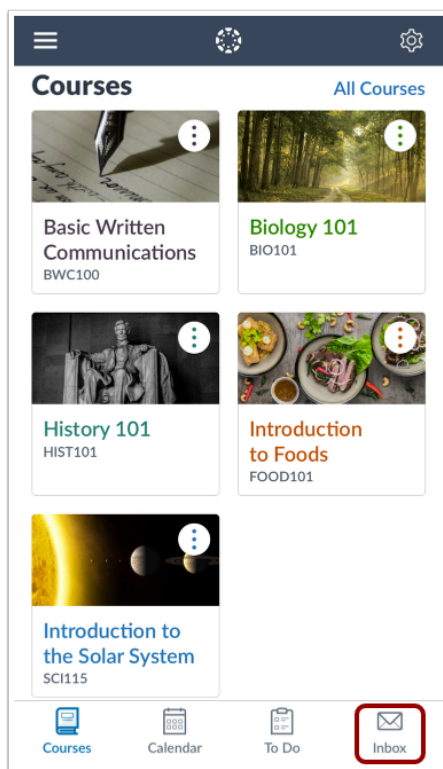 Courses
All Courses
Basic Written
Communications
BWC100
Biology 101
BIO101
History 101
HIST101
Introduction
to Foods
FOOD101
Introduction to
the Solar System
SCI115
Courses
Calendar
To Do
Inbox